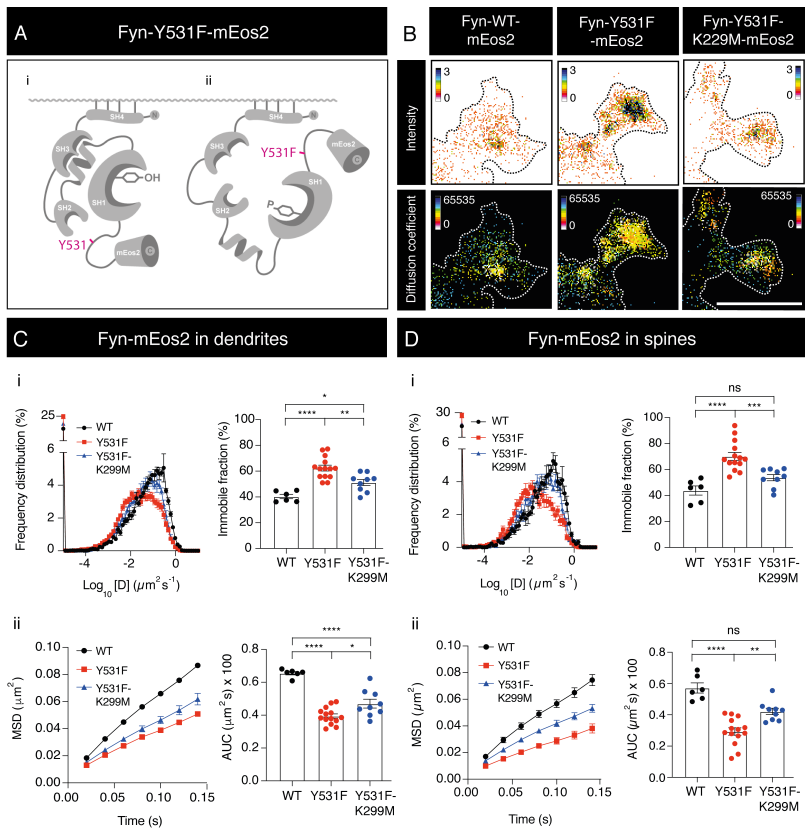 A
Fyn-Y531F-mEos2
i
ii
SH4
N
SH3
SH2
SH1
OH
Y531
mEos2
C
SH4
N
SH3
SH2
SH1
P
Y531F
mEos2
C
B
Fyn-WT-
mEos2
Fyn-Y531F
-mEos2
Fyn-Y531F-
K229M-mEos2
Intensity
3
0
3
0
3
0
Diffusion coefficient
65535
0
65535
0
65535
0
C
Fyn-mEos2 in dendrites
i
Frequency distribution (%)
25
6
4
2
0
-4
-2
0
Log10 [D] (μm2s-1)
WT
Y531F
Y531F-
K299M
Immobile fraction (%)
100
80
60
40
20
0
*
****
**
WT
Y531F
Y531F-
K299M
ii
MSD (μm2)
0.10
0.08
0.06
0.04
0.02
0.00
0.00
0.05
0.10
0.15
Time (s)
WT
Y531F
Y531F-
K299M
AUC (μm2 s) x 100
0.8
0.6
0.4
0.2
0.0
****
****
*
WT
Y531F
Y531F-
K299M
D
Fyn-mEos2 in spines
i
Frequency distribution (%)
30
6
4
2
0
-4
-2
0
Log10 [D] (μm2s-1)
WT
Y531F
Y531F-
K299M
Immobile fraction (%)
100
80
60
40
20
0
ns
****
***
WT
Y531F
Y531F-
K299M
ii
MSD (μm2)
0.10
0.08
0.06
0.04
0.02
0.00
0.00
0.05
0.10
0.15
Time (s)
WT
Y531F
Y531F-
K299M
AUC (μm2 s) x 100
0.8
0.6
0.4
0.2
0.0
ns
****
**
WT
Y531F
Y531F-
K299M